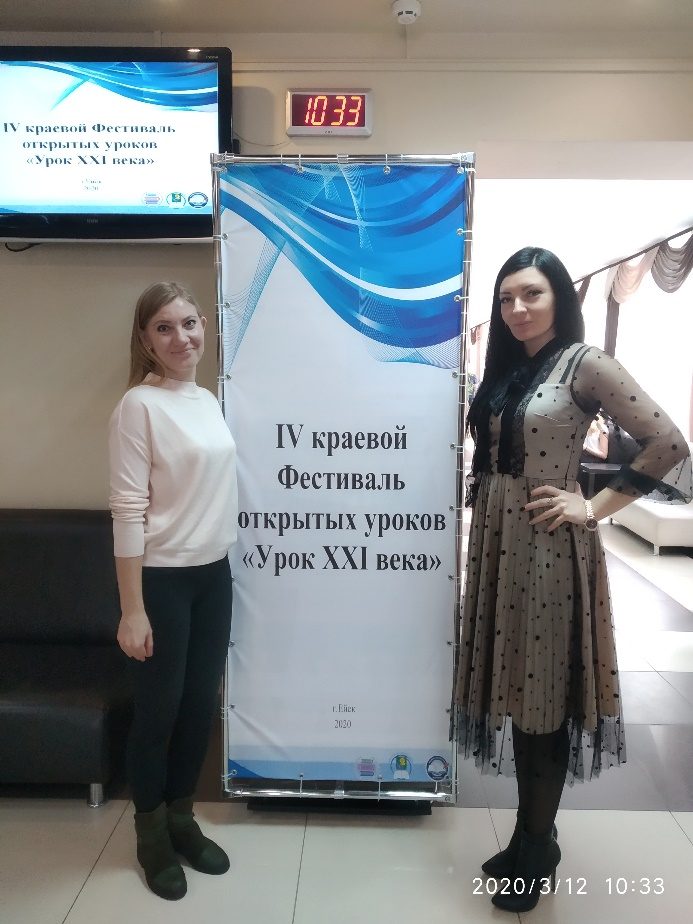 IV краевой Фестиваль
открытых уроков
«Урок XXI века»
2020
10:33
IV краевой
Фестиваль
открытых уроков
«Урок XXI века»
г.Ейск
2020
2020/3/12 10:33